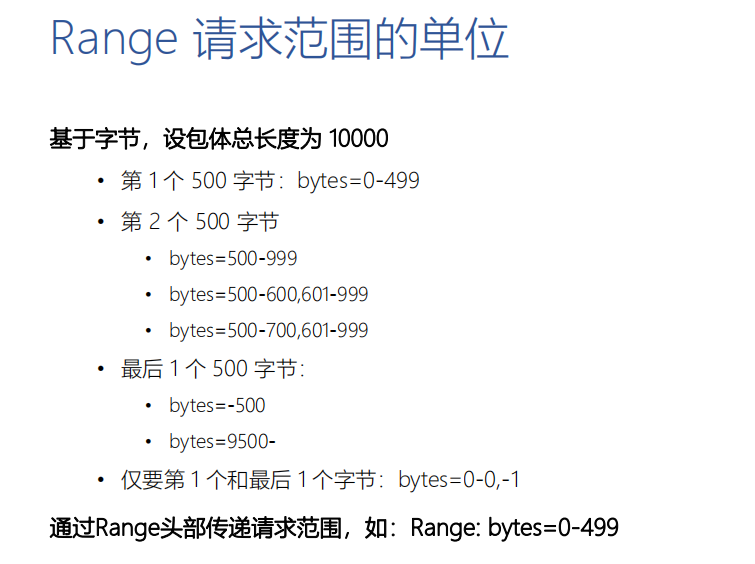 Range 请求范围的单位
基于字节，设包体总长度为 10000
• 第 1 个 500 字节：bytes=0-499
• 第 2 个 500 字节
• bytes=500-999
• bytes=500-600,601-999
• bytes=500-700,601-999
• 最后 1 个 500 字节：
• bytes=-500
• bytes=9500-
• 仅要第 1 个和最后 1 个字节：bytes=0-0,-1
通过Range头部传递请求范围，如：Range: bytes=0-499